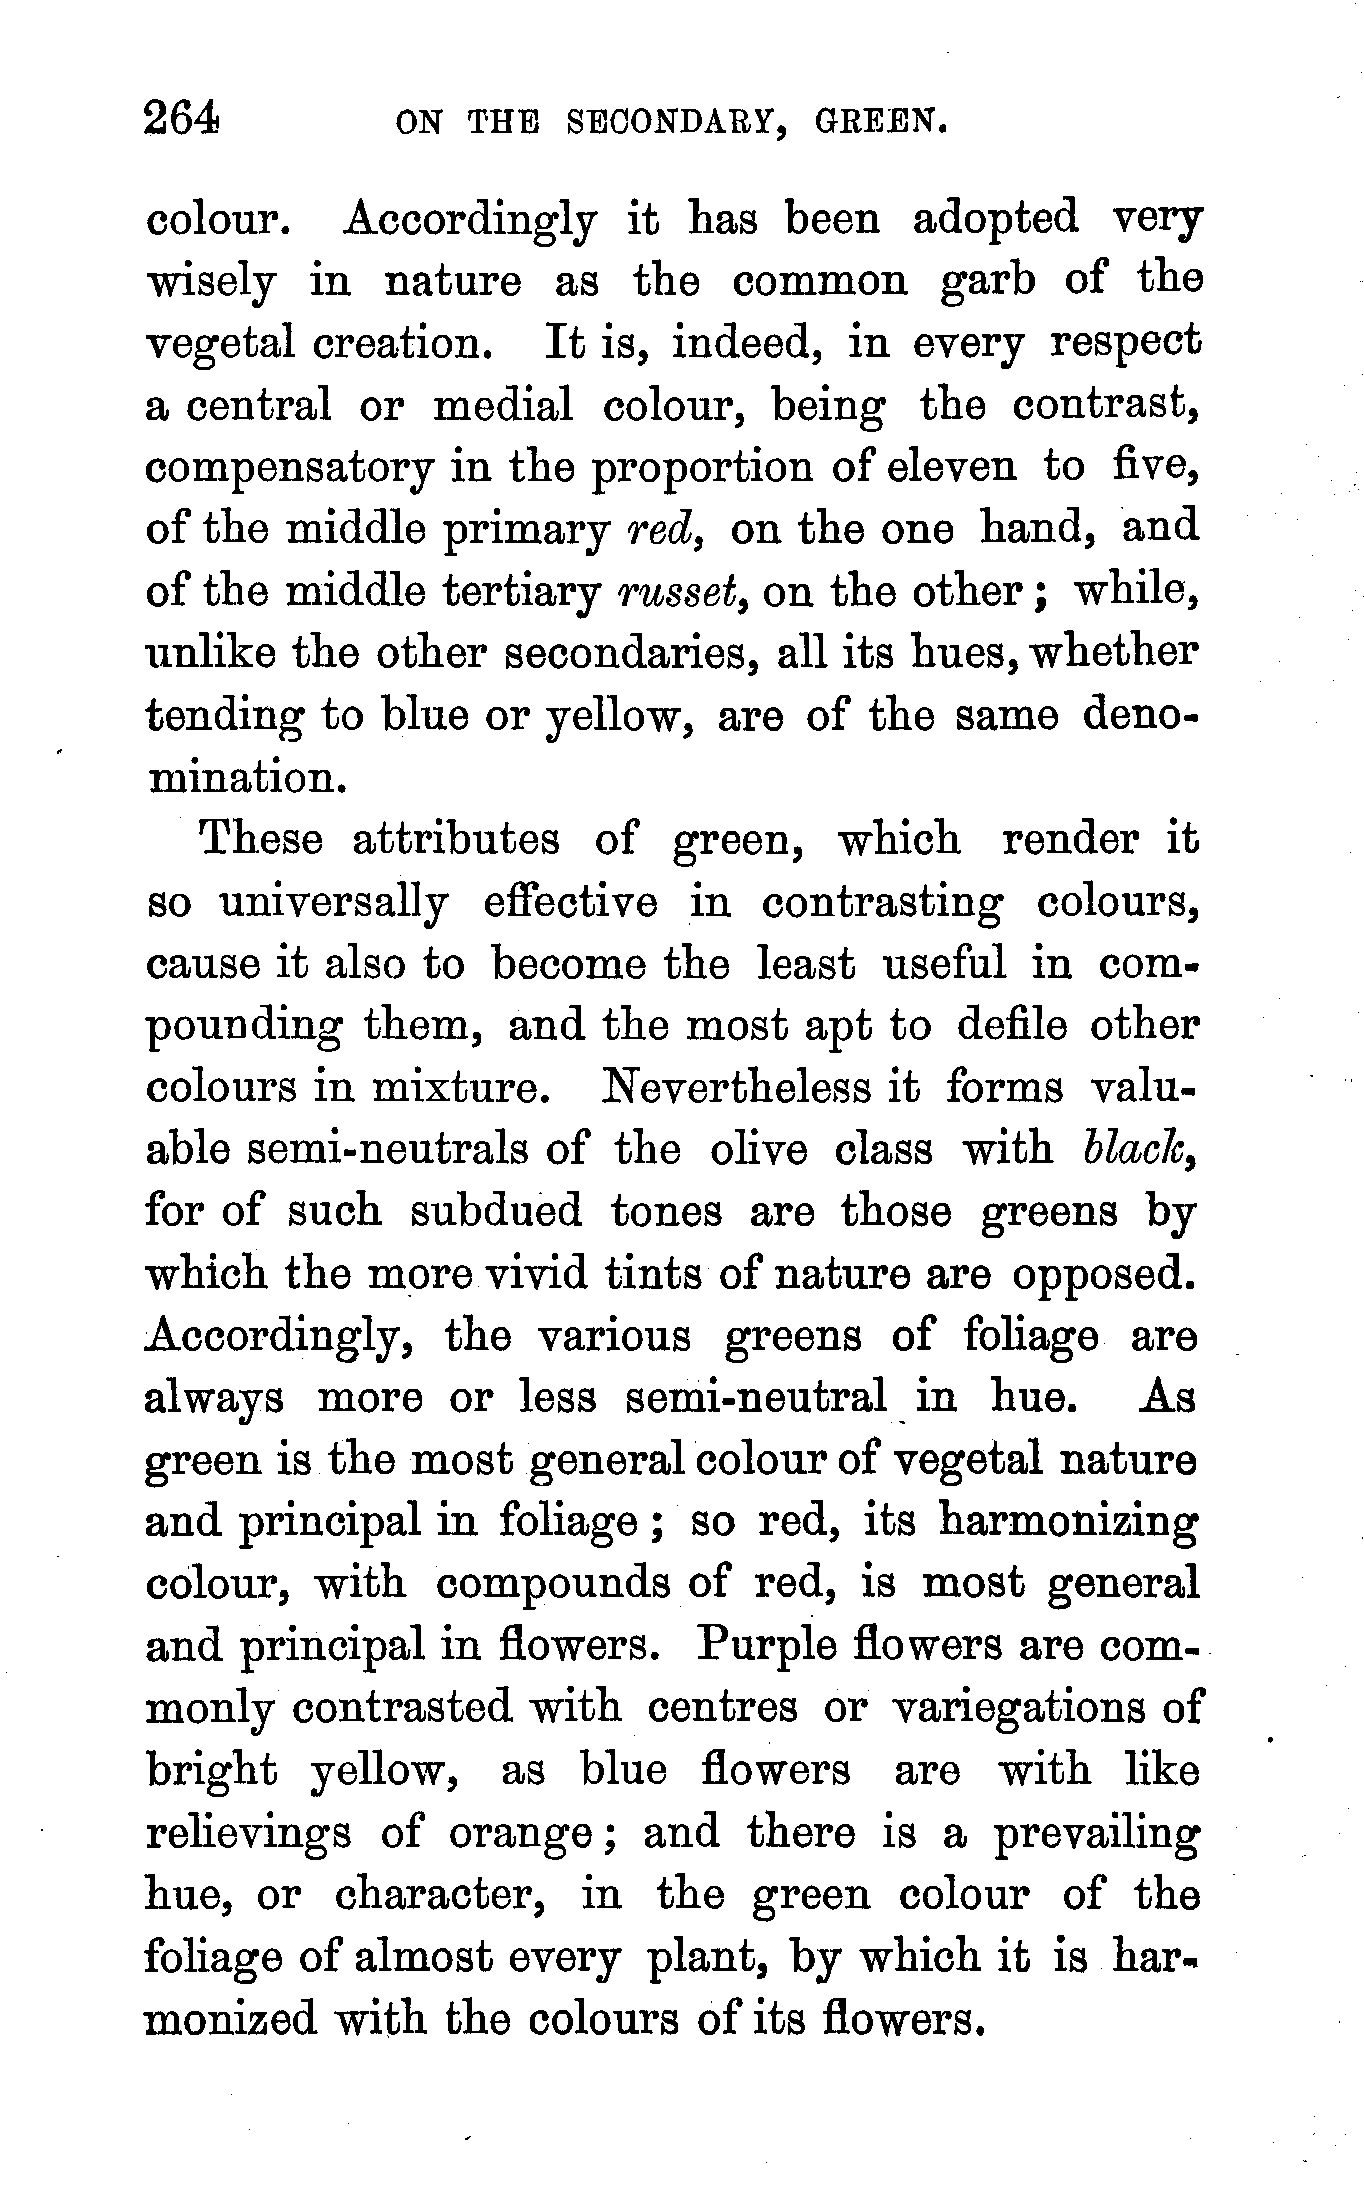 264 ON THE SECONDARY, GREEN.
colour. Accordingly it has been adopted very
wisely in nature as the common garb of the
vegetal creation. It is, indeed, in every respect
a central or medial colour, being the contrast,
compensatory in the proportion of eleven to five,
of the middle primary red, on the one hand, and
of the middle tertiary russet, on the other ; while,
unlike the other secondaries, all its hues, whether
tending to blue or yellow, are of the same deno-
mination.
These attributes of green, which render it
so universally effective in contrasting colours,
cause it also to become the least useful in com-
pounding them, and the most apt to defile other
colours in mixture. Nevertheless it forms valu-
able semi-neutrals of the olive class with black,
for of such subdued tones are those greens by
which the more vivid tints of nature are opposed.
Accordingly, the various greens of foliage are
always more or less semi-neutral in hue. As
green is the most general colour of vegetal nature
and principal in foliage ; so red, its harmonizing
colour, with compounds of red, is most general
and principal in flowers. Purple flowers are com-
monly contrasted with centres or variegations of
bright yellow, as blue flowers are with like
relievings of orange ; and there is a prevailing
hue, or character, in the green colour of the
foliage of almost every plant, by which it is har-
monized with the colours of its flowers.